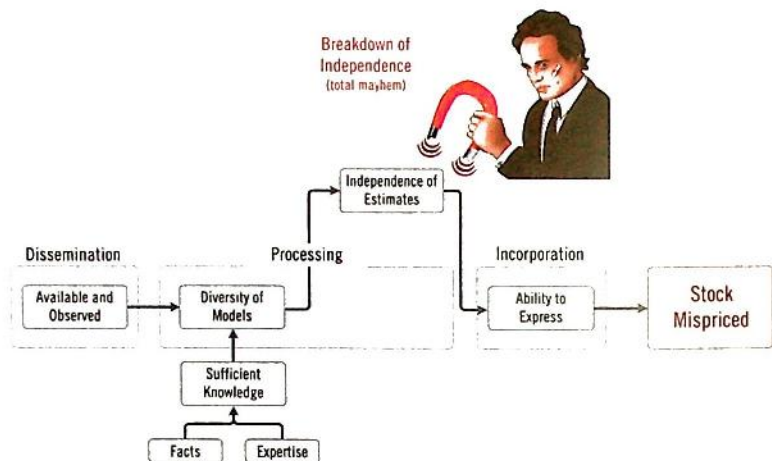 Breakdown of
Independence
(total mayhem)
Independence of
Estimates
Dissemination
Processing
Incorporation
Available and
Observed
Diversity of
Models
Ability to
Express
Stock
Mispriced
Sufficient
Knowledge
Facts
Expertise